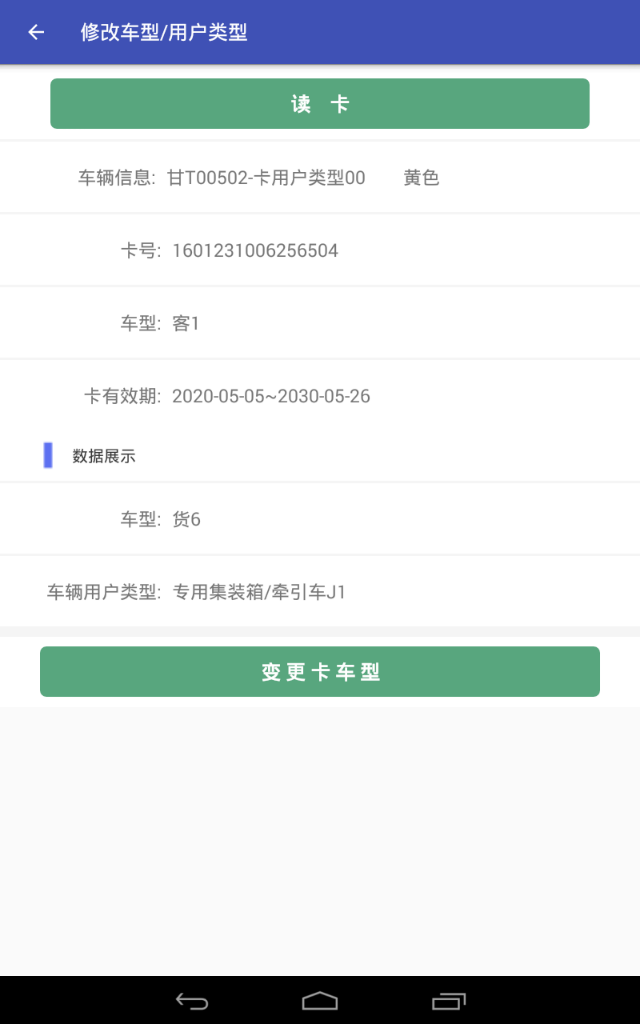 修改车型/用户类型
读 卡
车辆信息: 甘T00502-卡用户类型00 黄色
卡号: 1601231006256504
车型: 客1
卡有效期: 2020-05-05~2030-05-26
数据展示
车型: 货6
车辆用户类型: 专用集装箱/牵引车J1
变更卡车型